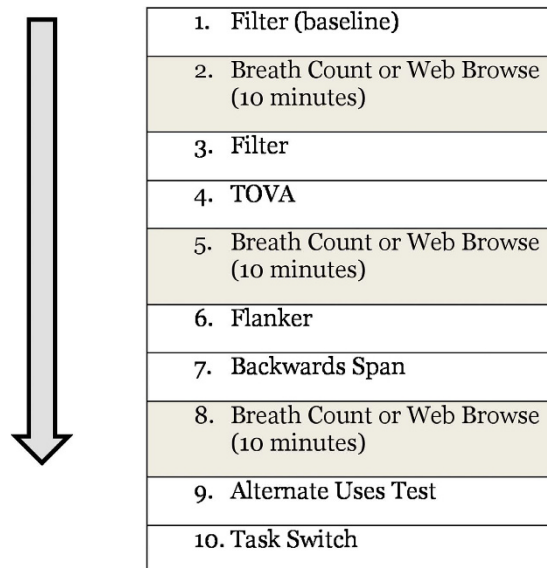 1. Filter (baseline)
2. Breath Count or Web Browse
(10 minutes)
3. Filter
4. TOVA
5. Breath Count or Web Browse
(10 minutes)
6. Flanker
7. Backwards Span
8. Breath Count or Web Browse
(10 minutes)
9. Alternate Uses Test
10. Task Switch